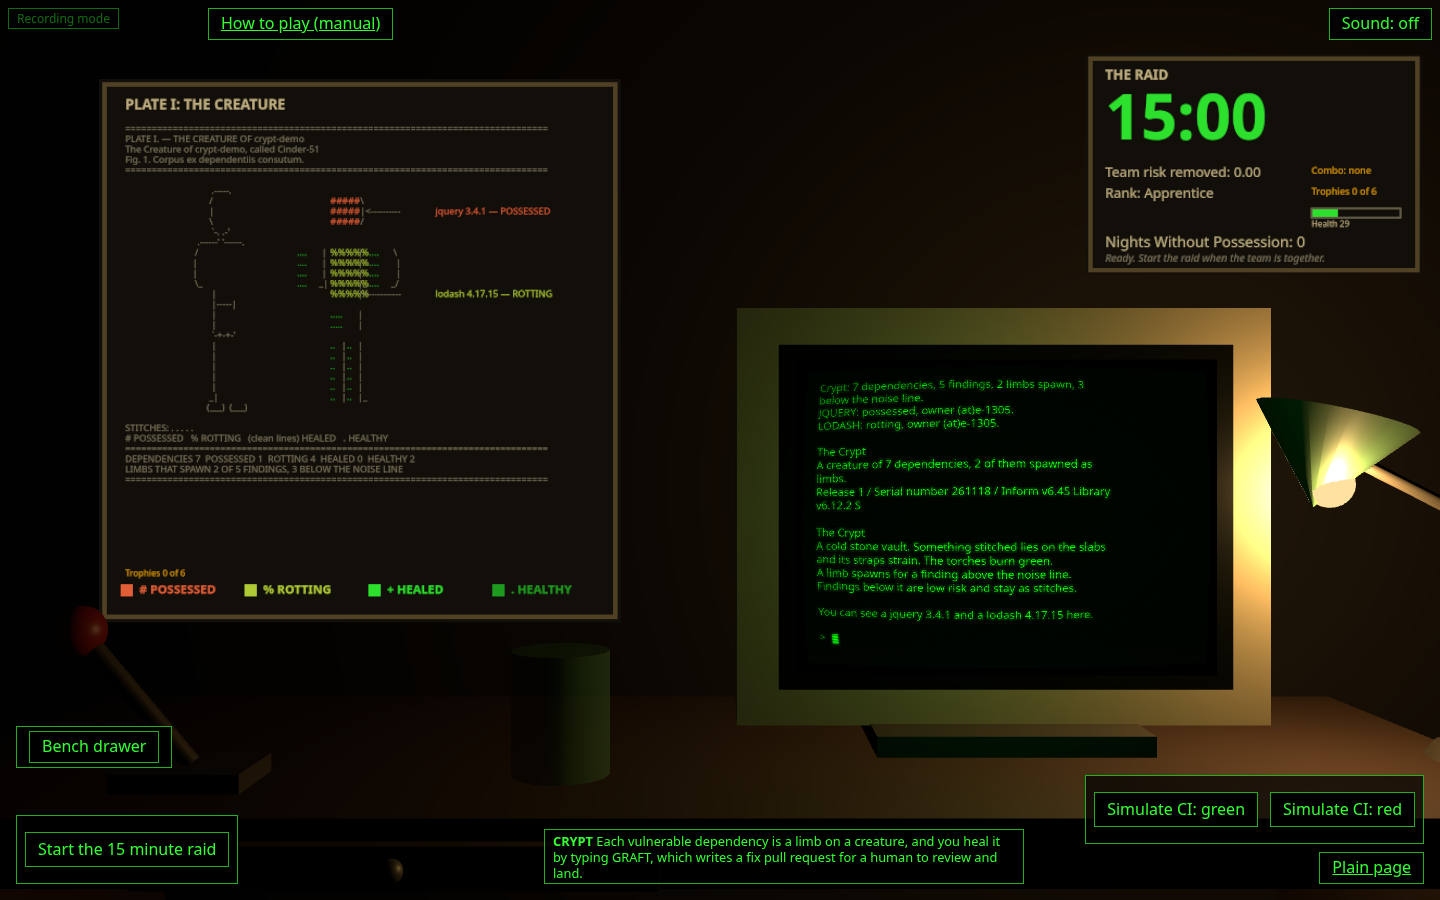 Recording mode
How to play (manual)
Sound: off
PLATE I: THE CREATURE
PLATE I. — THE CREATURE OF crypt-demo
The Creature of crypt-demo, called Cinder-51
Fig. 1. Corpus ex dependentiis consutum.
jquery 3.4.1 — POSSESSED
lodash 4.17.15 — ROTTING
STITCHES: . . . . .
# POSSESSED % ROTTING (clean lines) HEALED . HEALTHY
DEPENDENCIES 7 POSSESSED 1 ROTTING 4 HEALED 0 HEALTHY 2
LIMBS THAT SPAWN 2 OF 5 FINDINGS, 3 BELOW THE NOISE LINE
Trophies 0 of 6
# POSSESSED
% ROTTING
+ HEALED
. HEALTHY
THE RAID
15:00
Team risk removed: 0.00
Combo: none
Rank: Apprentice
Trophies 0 of 6
Health 29
Nights Without Possession: 0
Ready. Start the raid when the team is together.
Crypt: 7 dependencies, 5 findings, 2 limbs spawn, 3
below the noise line.
JQUERY: possessed, owner (at)e-1305.
LODASH: rotting, owner (at)e-1305.
The Crypt
A creature of 7 dependencies, 2 of them spawned as
limbs.
Release 1 / Serial number 261118 / Inform v6.45 Library
v6.12.2 S
The Crypt
A cold stone vault. Something stitched lies on the slabs
and its straps strain. The torches burn green.
A limb spawns for a finding above the noise line.
Findings below it are low risk and stay as stitches.
You can see a jquery 3.4.1 and a lodash 4.17.15 here.
>
Bench drawer
Start the 15 minute raid
CRYPT Each vulnerable dependency is a limb on a creature, and you heal it
by typing GRAFT, which writes a fix pull request for a human to review and
land.
Simulate CI: green
Simulate CI: red
Plain page